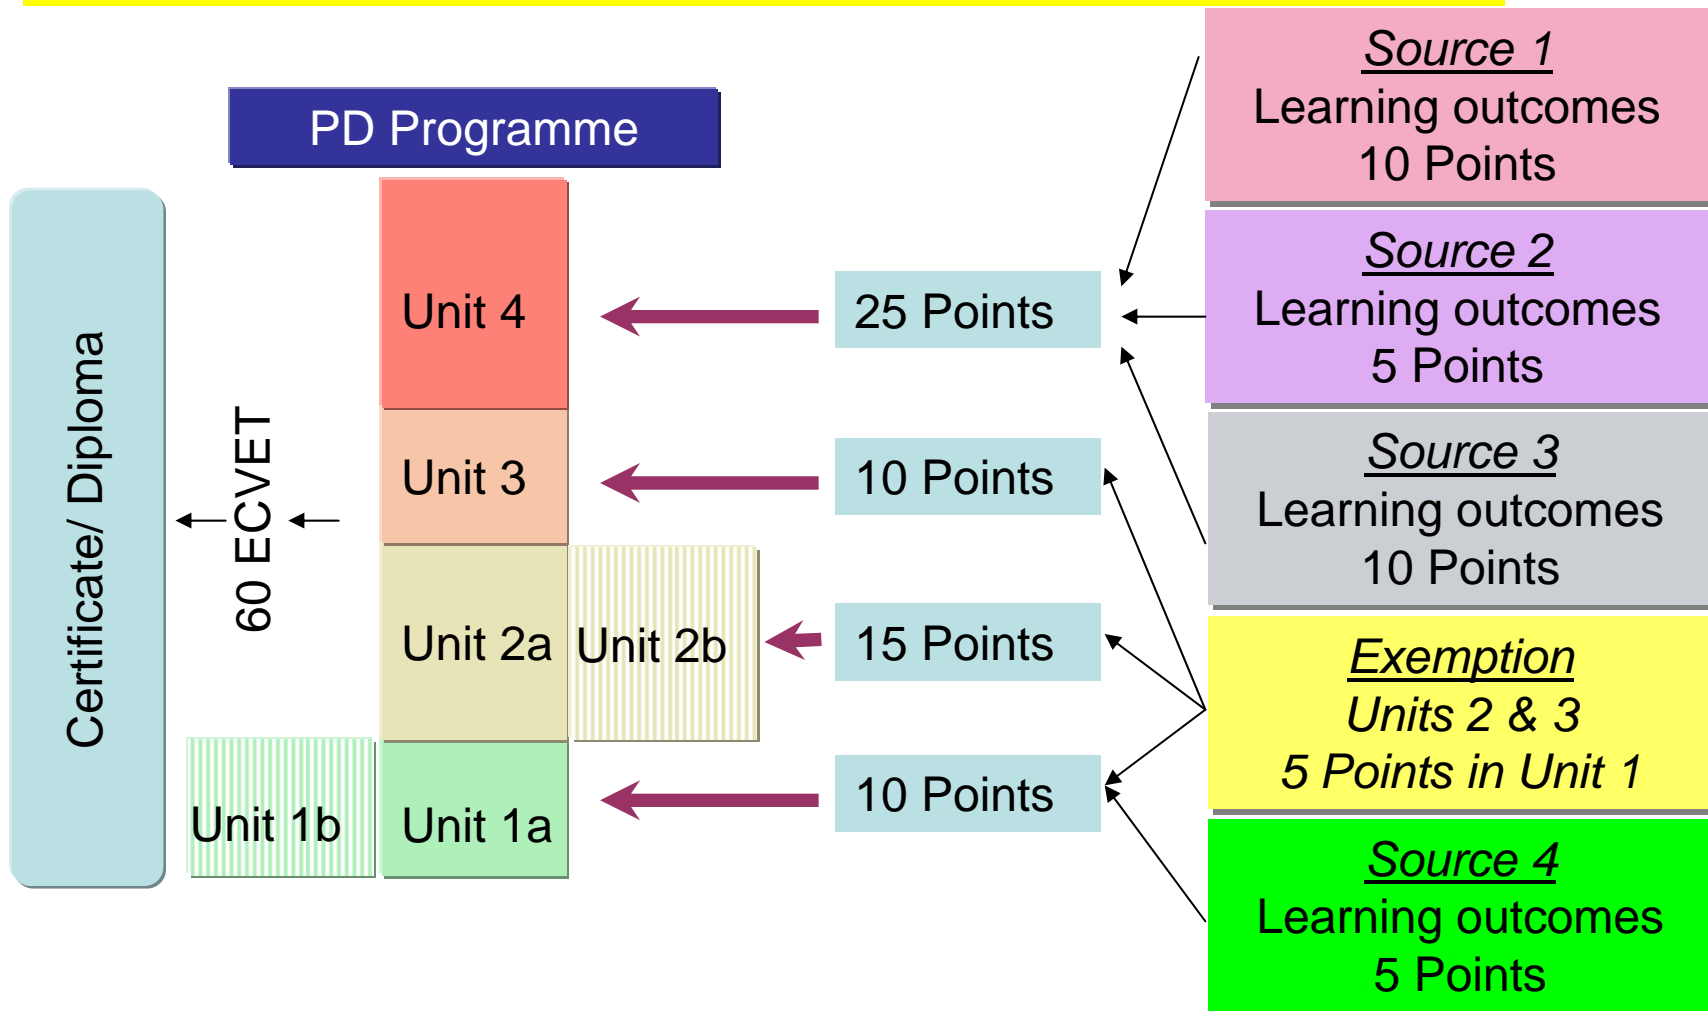 PD Programme
Certificate/ Diploma
60 ECVET
Unit 4
Unit 3
Unit 2a
Unit 2b
Unit 1b
Unit 1a
25 Points
10 Points
15 Points
10 Points
Source 1
Learning outcomes
10 Points
Source 2
Learning outcomes
5 Points
Source 3
Learning outcomes
10 Points
Exemption
Units 2 & 3
5 Points in Unit 1
Source 4
Learning outcomes
5 Points